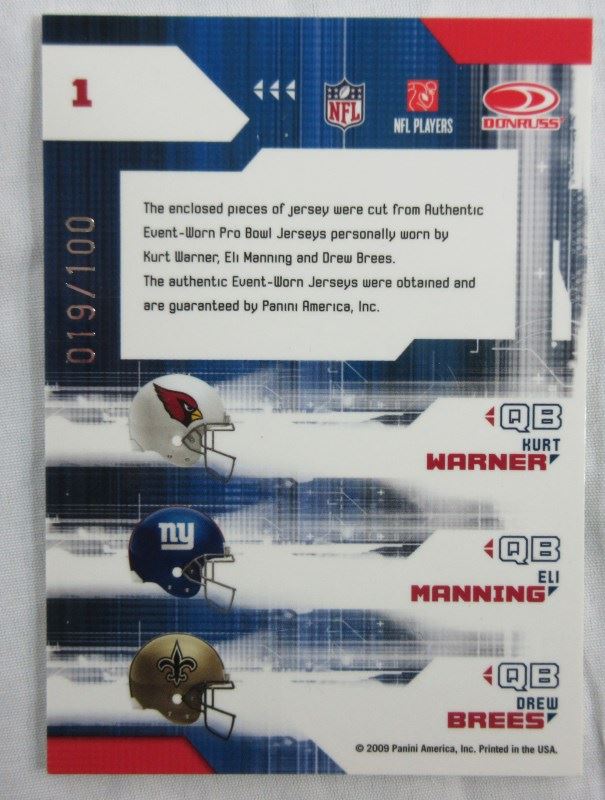 1
NFL
NFL PLAYERS
DONRUSS
019/100
The enclosed pieces of jersey were cut from Authentic
Event-Worn Pro Bowl Jerseys personally worn by
Kurt Warner, Eli Manning and Drew Brees.
The authentic Event-Worn Jerseys were obtained and
are guaranteed by Panini America, Inc.
QB
KURT
WARNER
ny
QB
ELI
MANNING
QB
DREW
BREES
© 2009 Panini America, Inc. Printed in the USA.